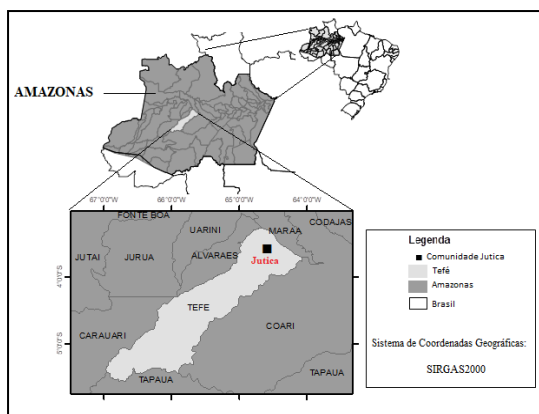 AMAZONAS
67°0'0"W 66°0'0"W 65°0'0"W 64°0'0"W
FONTE BOA
CODAJAS
UARINI
MARAA
JUTAI
JURUA
ALVARAES
Jutica
4°0'0"S
TEFE
COARI
CARAUARI
5°0'0"S
TAPAUA
TAPAUA
Legenda
Comunidade Jutica
Tefé
Amazonas
Brasil
Sistema de Coordenadas Geográficas:
SIRGAS2000